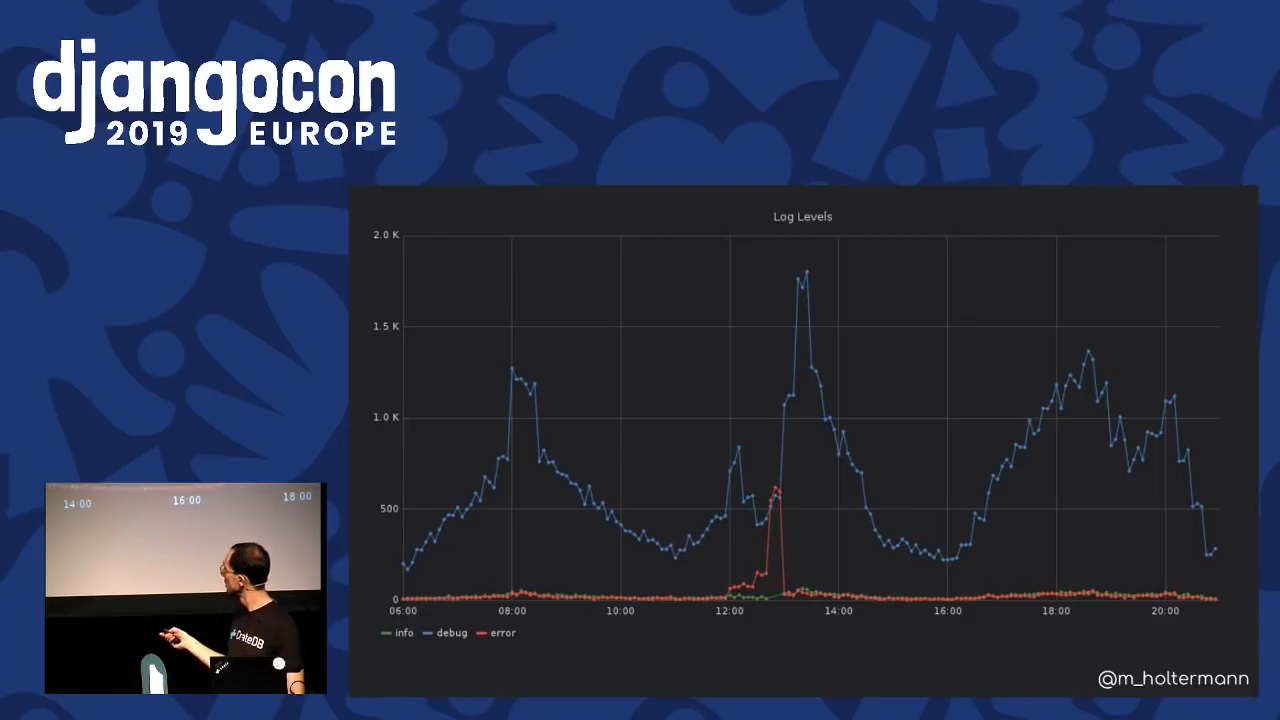 djangocon
2019 EUROPE
Log Levels
2.0 K
1.5 K
1.0 K
500
0
06:00 08:00 10:00 12:00 14:00 16:00 18:00 20:00
info debug error
@m_holtermann
14:00 16:00 18:00
CrateDB